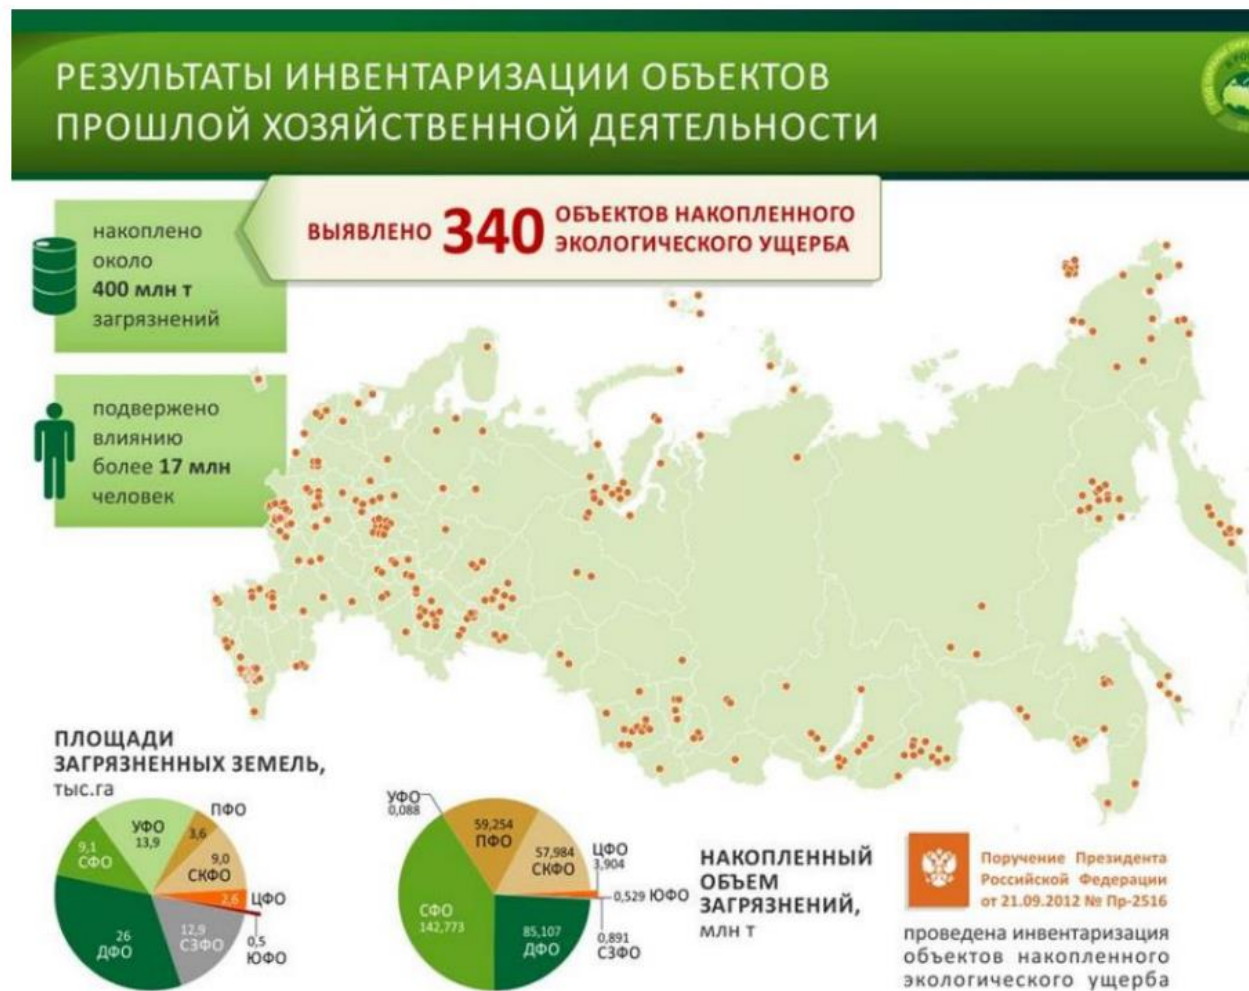 РЕЗУЛЬТАТЫ ИНВЕНТАРИЗАЦИИ ОБЪЕКТОВ
ПРОШЛОЙ ХОЗЯЙСТВЕННОЙ ДЕЯТЕЛЬНОСТИ
ВЫЯВЛЕНО 340 ОБЪЕКТОВ НАКОПЛЕННОГО
ЭКОЛОГИЧЕСКОГО УЩЕРБА
накоплено
около
400 млн т
загрязнений
подвержено
влиянию
более 17 млн
человек
ПЛОЩАДИ
ЗАГРЯЗНЕННЫХ ЗЕМЕЛЬ,
тыс.га
УФО
13,9
ПФО
3,6
9,0
СКФО
2,6
ЦФО
0,5
ЮФО
12,9
СЗФО
26
ДФО
9,1
СФО
УФО
0,088
59,254
ПФО
57,984
СКФО
ЦФО
3,904
0,529 ЮФО
0,891
СЗФО
85,107
ДФО
СФО
142,773
НАКОПЛЕННЫЙ
ОБЪЕМ
ЗАГРЯЗНЕНИЙ,
млн т
Поручение Президента
Российской Федерации
от 21.09.2012 № Пр-2516
проведена инвентаризация
объектов накопленного
экологического ущерба